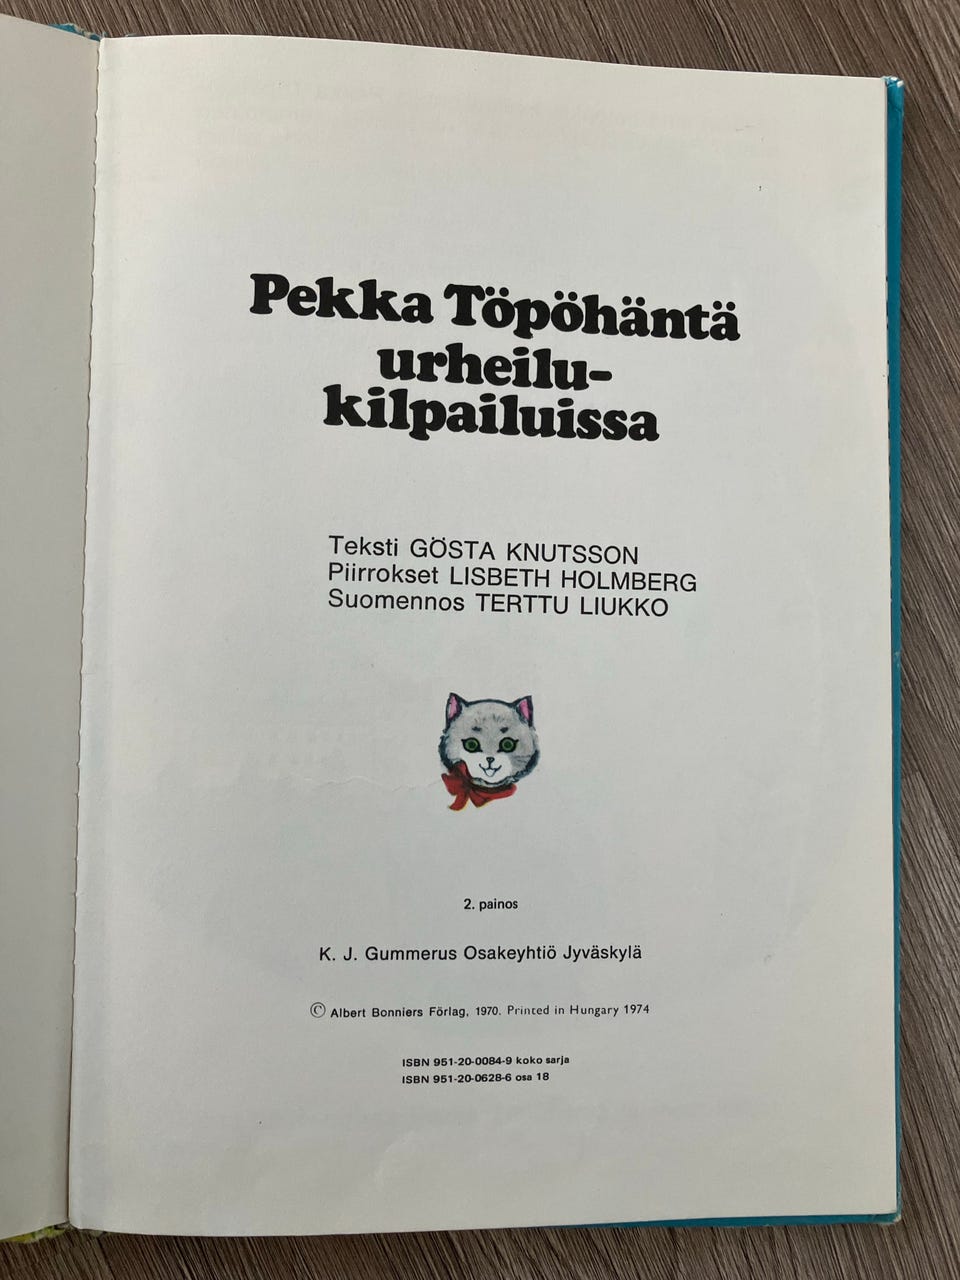 Pekka Töpöhäntä
urheilu-
kilpailuissa
Teksti GÖSTA KNUTSSON
Piirrokset LISBETH HOLMBERG
Suomennos TERTTU LIUKKO
2. painos
K. J. Gummerus Osakeyhtiö Jyväskylä
© Albert Bonniers Förlag, 1970. Printed in Hungary 1974
ISBN 951-20-0084-9 koko sarja
ISBN 951-20-0628-6 osa 18